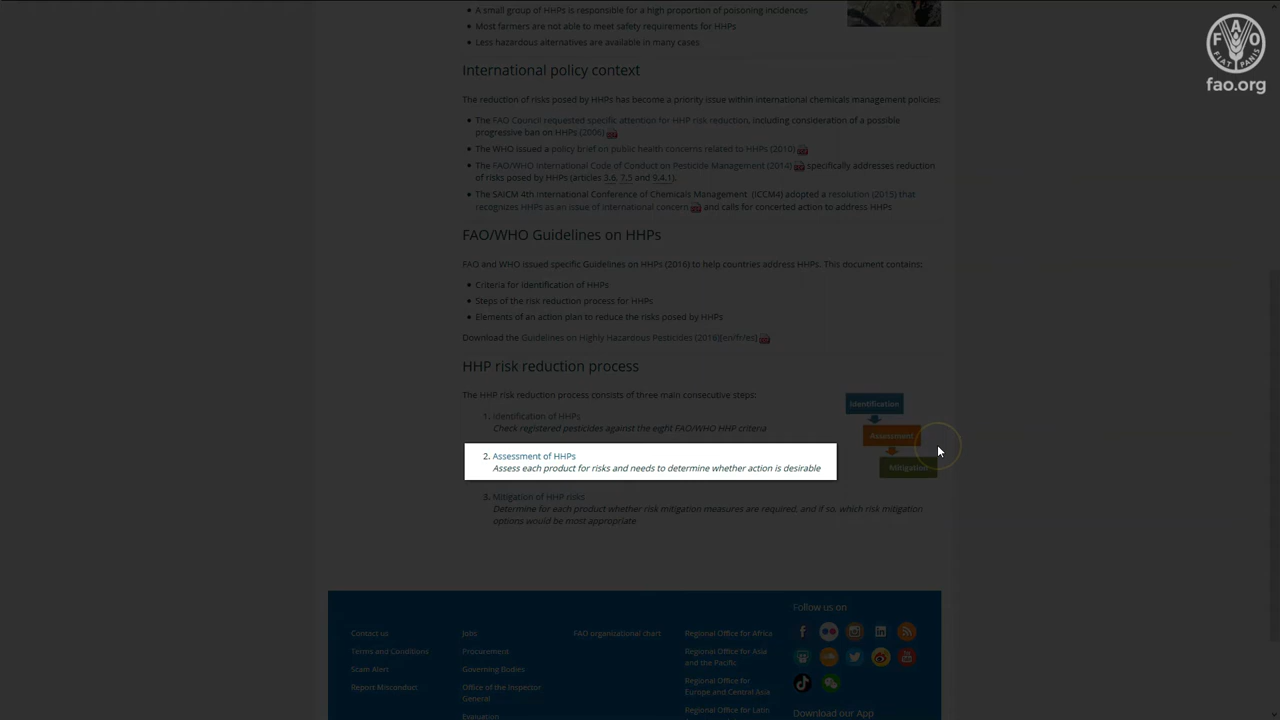 A small group of HHPs is responsible for a high proportion of poisoning incidences
Most farmers are not able to meet safety requirements for HHPs
Less hazardous alternatives are available in many cases
FAO
FIAT PANIS
fao.org
International policy context
The reduction of risks posed by HHPs has become a priority issue within international chemicals management policies:
The FAO Council requested specific attention for HHP risk reduction, including consideration of a possible
progressive ban on HHPs (2006)
The WHO issued a policy brief on public health concerns related to HHPs (2010)
The FAO/WHO International Code of Conduct on Pesticide Management (2014) specifically addresses reduction
of risks posed by HHPs (articles 3.6, 7.5 and 9.4.1).
The SAICM 4th International Conference of Chemicals Management (ICCM4) adopted a resolution (2015) that
recognizes HHPs as an issue of international concern and calls for concerted action to address HHPs
FAO/WHO Guidelines on HHPs
FAO and WHO issued specific Guidelines on HHPs (2016) to help countries address HHPs. This document contains:
Criteria for identification of HHPs
Steps of the risk reduction process for HHPs
Elements of an action plan to reduce the risks posed by HHPs
Download the Guidelines on Highly Hazardous Pesticides (2016)[en/fr/es]
HHP risk reduction process
The HHP risk reduction process consists of three main consecutive steps:
1. Identification of HHPs
Check registered pesticides against the eight FAO/WHO HHP criteria
2. Assessment of HHPs
Assess each product for risks and needs to determine whether action is desirable
3. Mitigation of HHP risks
Determine for each product whether risk mitigation measures are required, and if so, which risk mitigation
options would be most appropriate
Identification
Assessment
Mitigation
Contact us
Terms and Conditions
Scam Alert
Report Misconduct
Jobs
Procurement
Governing Bodies
Office of the Inspector
General
Evaluation
FAO organizational chart
Regional Office for Africa
Regional Office for Asia
and the Pacific
Regional Office for
Europe and Central Asia
Regional Office for Latin
Follow us on
Download our App